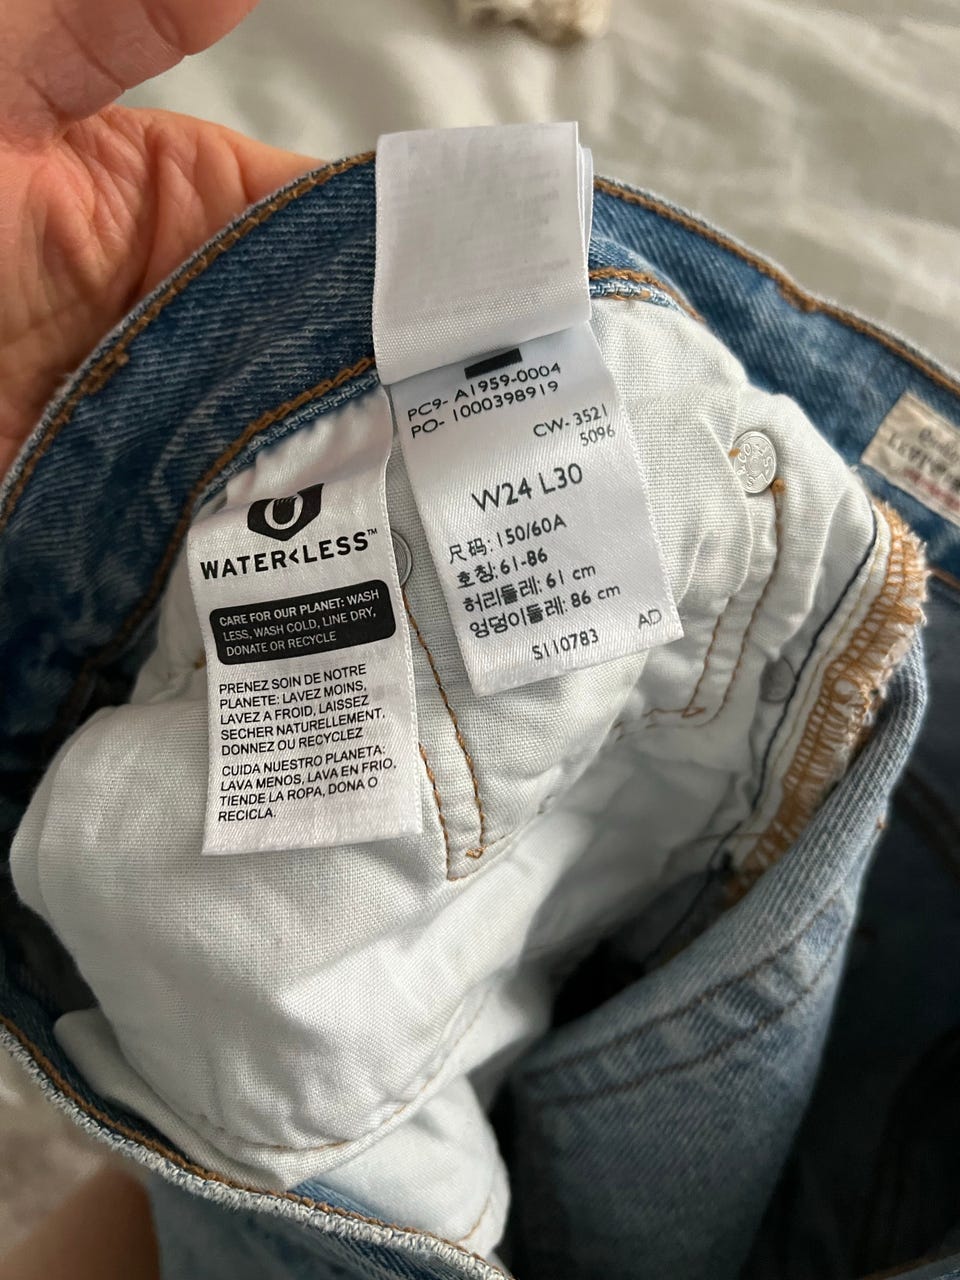 WATER<LESS™
CARE FOR OUR PLANET: WASH
LESS, WASH COLD, LINE DRY,
DONATE OR RECYCLE
PRENEZ SOIN DE NOTRE
PLANETE: LAVEZ MOINS,
LAVEZ A FROID, LAISSEZ
SECHER NATURELLEMENT.
DONNEZ OU RECYCLEZ
CUIDA NUESTRO PLANETA:
LAVA MENOS, LAVA EN FRIO,
TIENDE LA ROPA, DONA O
RECICLA.
PC9- A1959-0004
PO- 1000398919
CW- 3521
5096
W24 L30
尺码: 150/60A
호칭: 61-86
허리둘레: 61 cm
엉덩이둘레: 86 cm
S110783 AD